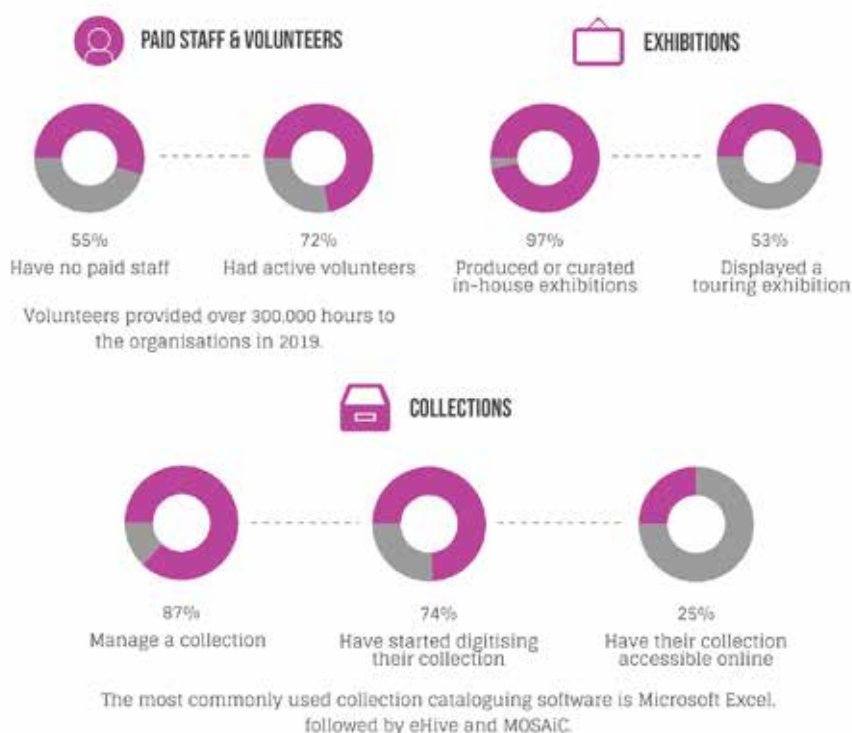 PAID STAFF & VOLUNTEERS
EXHIBITIONS
55%
Have no paid staff
72%
Had active volunteers
97%
Produced or curated
in-house exhibitions
53%
Displayed a
touring exhibition
Volunteers provided over 300,000 hours to
the organisations in 2019.
COLLECTIONS
87%
Manage a collection
74%
Have started digitising
their collection
25%
Have their collection
accessible online
The most commonly used collection cataloguing software is Microsoft Excel,
followed by eHive and MOSAiC.